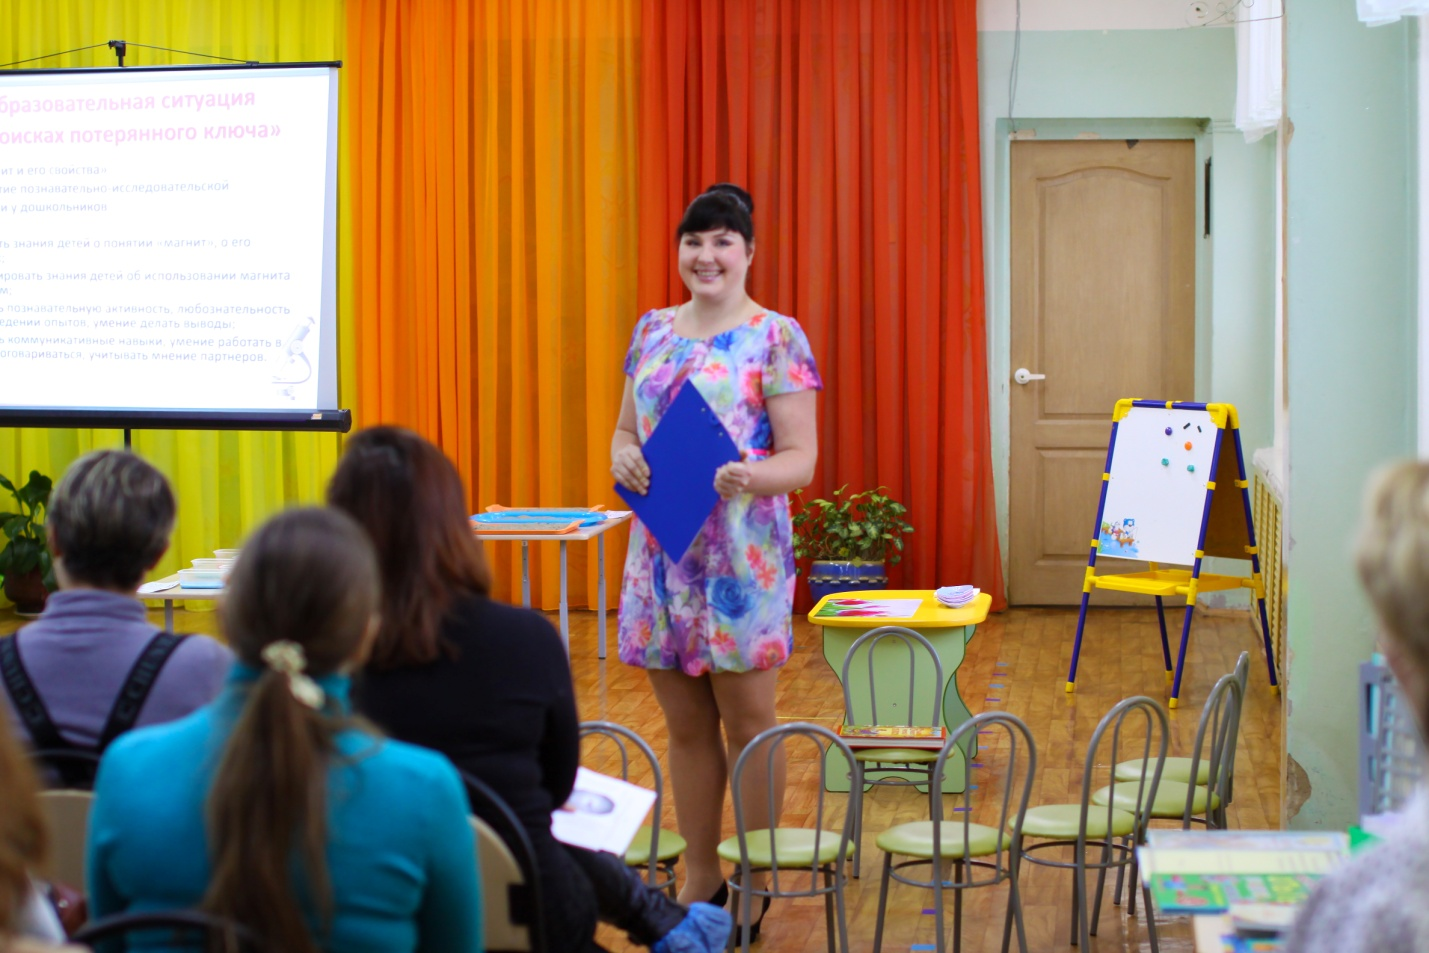 бразовательная ситуация
оисках потерянного ключа»
ит и его свойства»
тие познавательно-исследовательской
и у дошкольников
ть знания детей о понятии «магнит», о его
ировать знания детей об использовании магнита
м;
ь познавательную активность, любознательность
едении опытов, умение делать выводы;
ь коммуникативные навыки: умение работать в
оговариваться, учитывать мнение партнеров.